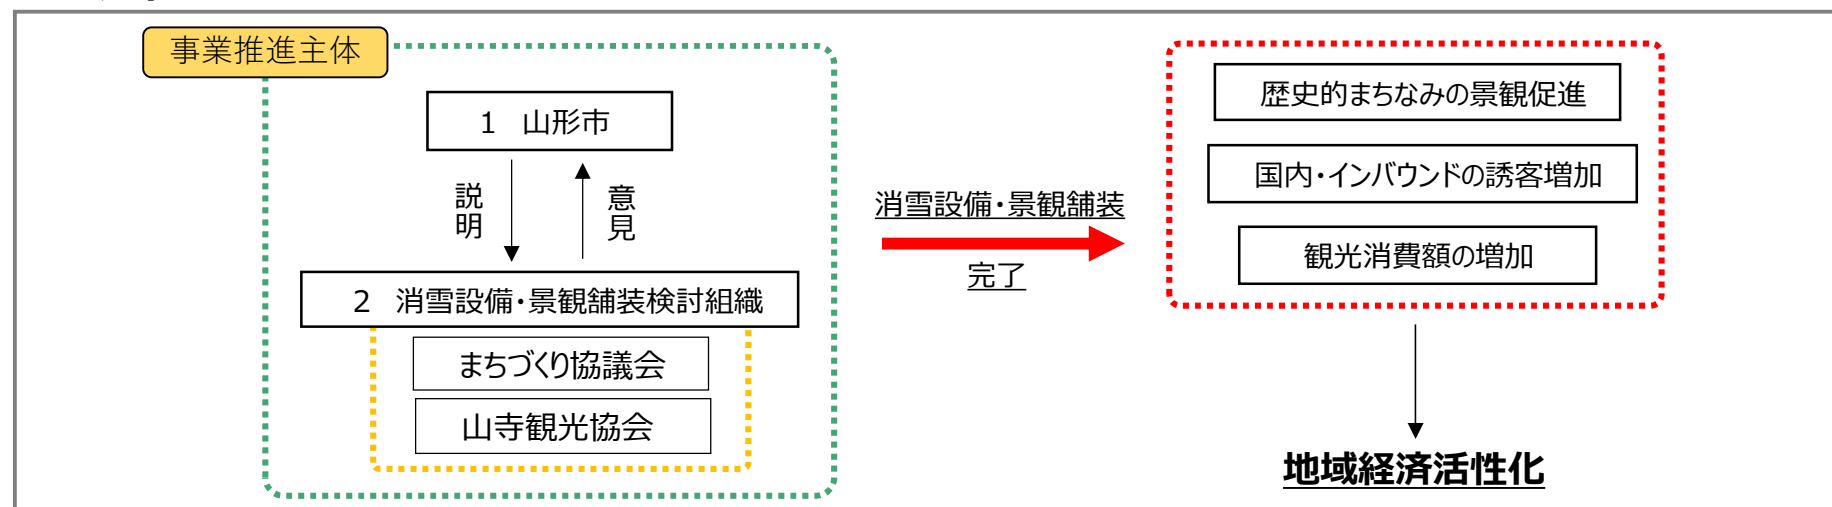 事業推進主体
1 山形市
説明
意見
2 消雪設備・景観舗装検討組織
まちづくり協議会
山寺観光協会
消雪設備・景観舗装
完了
歴史的まちなみの景観促進
国内・インバウンドの誘客増加
観光消費額の増加
地域経済活性化